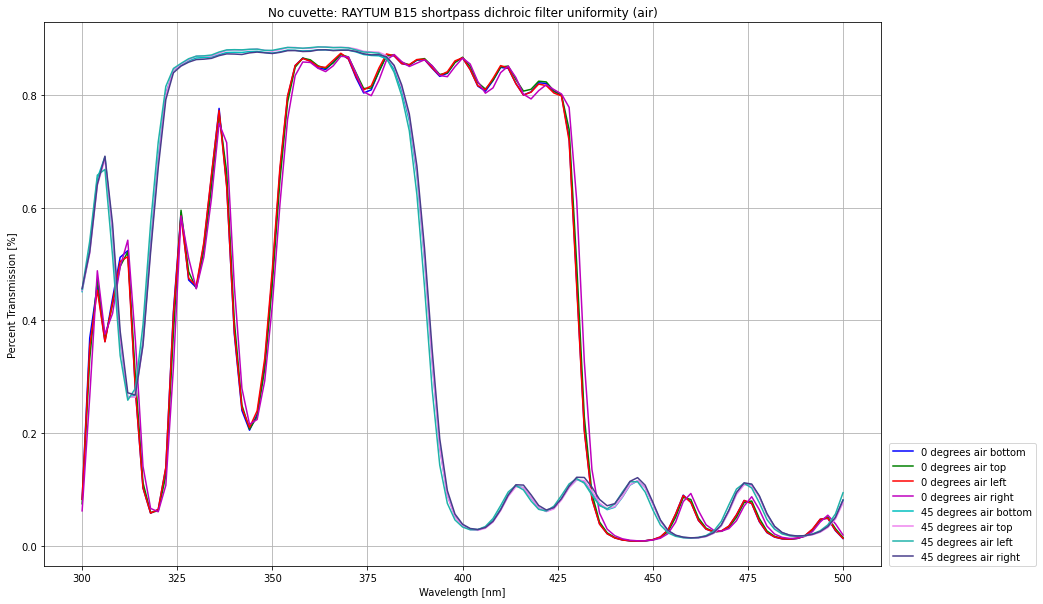 No cuvette: RAYTUM B15 shortpass dichroic filter uniformity (air)
Percent Transmission [%]
0.8
0.6
0.4
0.2
0.0
300
325
350
375
400
425
450
475
500
Wavelength [nm]
0 degrees air bottom
0 degrees air top
0 degrees air left
0 degrees air right
45 degrees air bottom
45 degrees air top
45 degrees air left
45 degrees air right